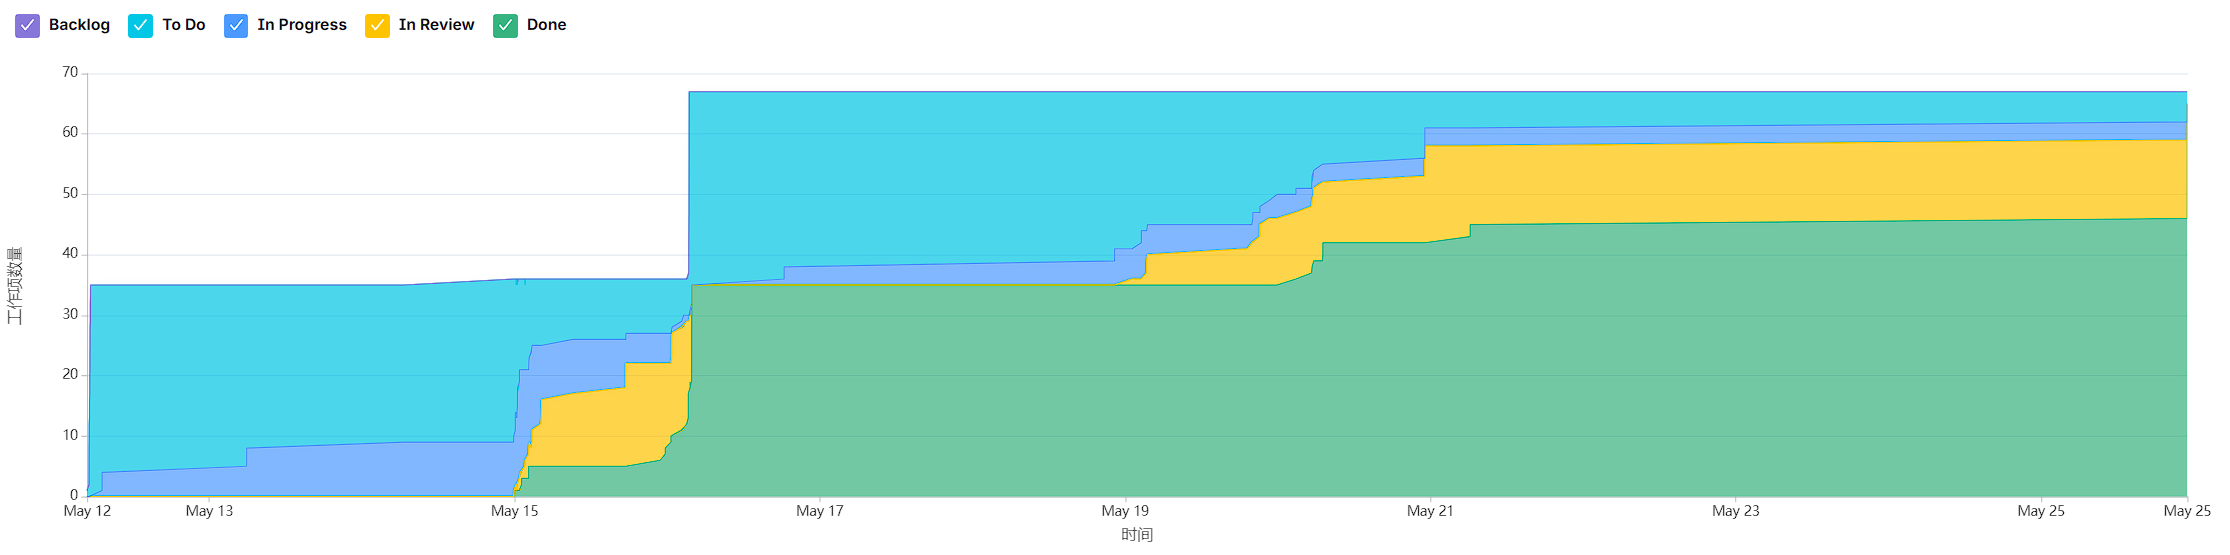 Backlog To Do In Progress In Review Done
70
60
50
40
30
20
10
0
工作项数量
May 12 May 13 May 15 May 17 May 19 May 21 May 23 May 25 May 25
时间